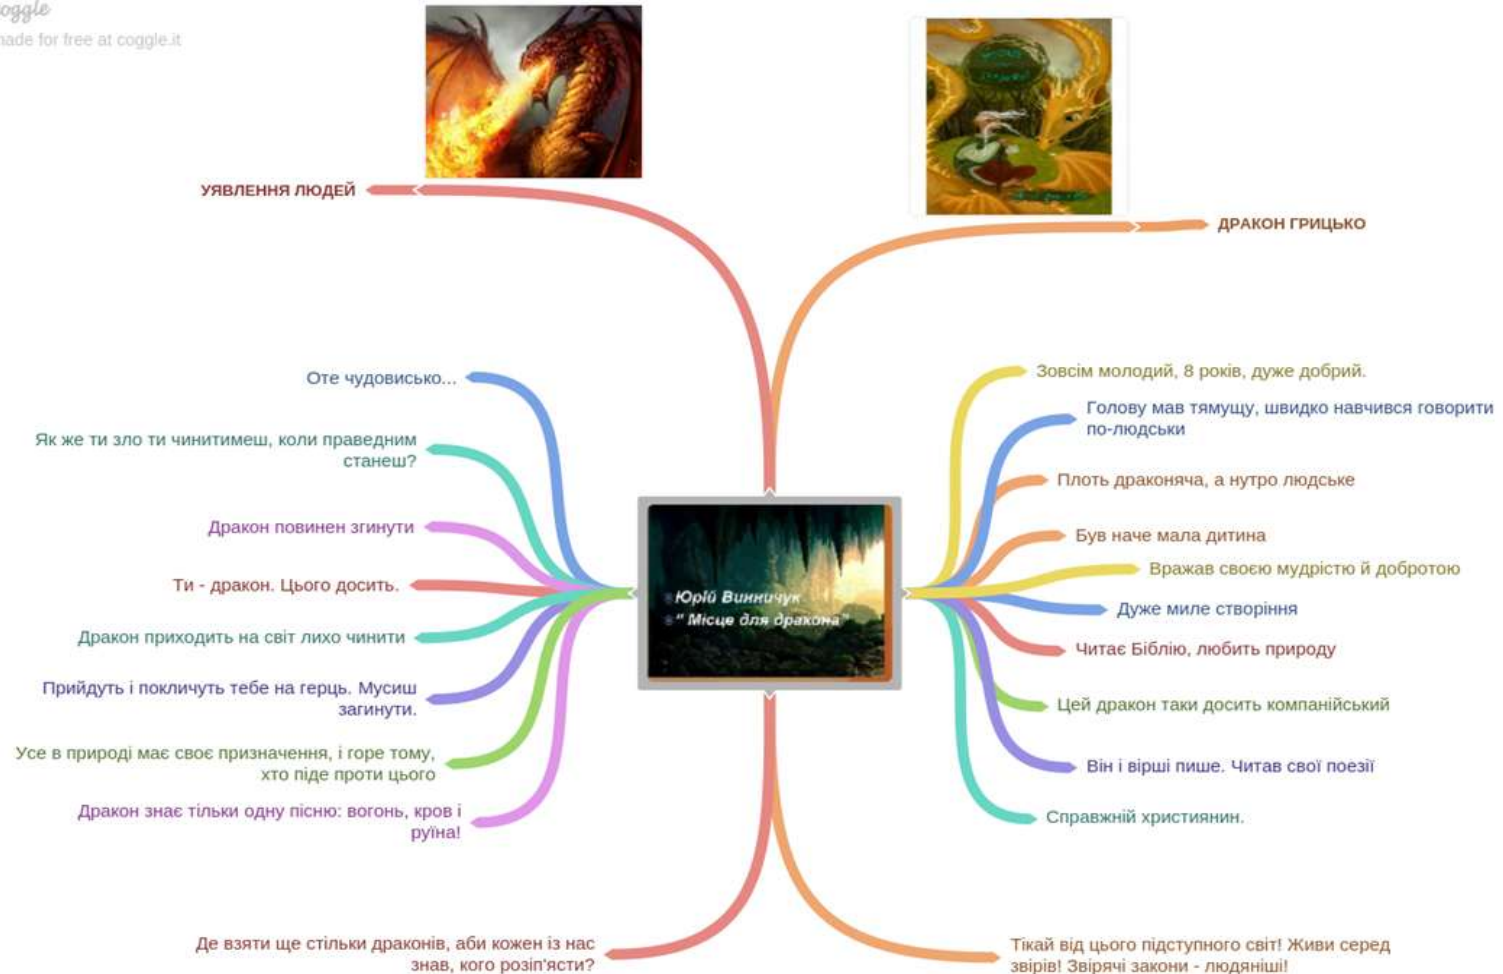 oggle
made for free at coggle.it
УЯВЛЕННЯ ЛЮДЕЙ
ДРАКОН ГРИЦЬКО
Оте чудовисько...
Як же ти зло ти чинитимеш, коли праведним
станеш?
Дракон повинен згинути
Ти - дракон. Цього досить.
Дракон приходить на світ лихо чинити
Прийдуть і покличуть тебе на герць. Мусиш
загинути.
Усе в природі має своє призначення, і горе тому,
хто піде проти цього
Дракон знає тільки одну пісню: вогонь, кров і
руїна!
Юрій Винничук
" Місце для дракона"
Зовсім молодий, 8 років, дуже добрий.
Голову мав тямущу, швидко навчився говорити
по-людськи
Плоть драконяча, а нутро людське
Був наче мала дитина
Вражав своєю мудрістю й добротою
Дуже миле створіння
Читає Біблію, любить природу
Цей дракон таки досить компанійський
Він і вірші пише. Читав свої поезії
Справжній християнин.
Де взяти ще стільки драконів, аби кожен із нас
знав, кого розіп'ясти?
Тікай від цього підступного світ! Живи серед
звірів! Звірячі закони - людяніші!